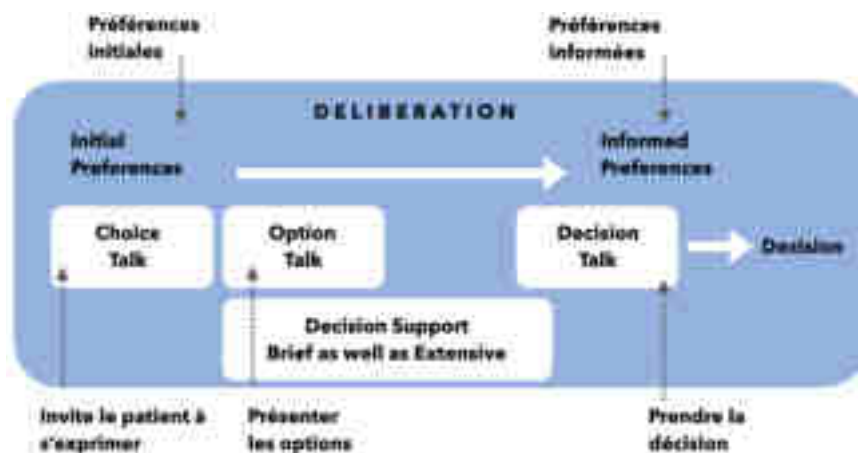 Préférences
initiales
Préférences
informées
DELIBERATION
Initial
Preferences
Informed
Preferences
Choice
Talk
Option
Talk
Decision
Talk
Decision
Decision Support
Brief as well as Extensive
Invite le patient à
s'exprimer
Présenter
les options
Prendre la
décision